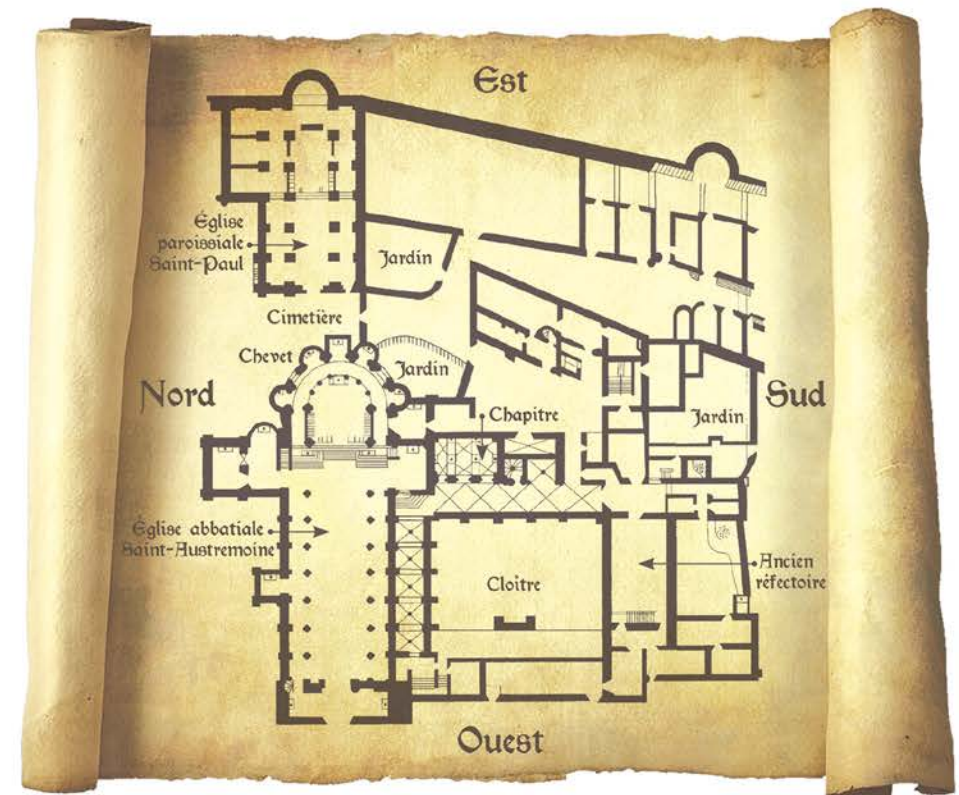 Est
Église
paroissiale
Saint-Paul
Jardin
Cimetière
Chevet
Jardin
Nord
Sud
Chapitre
Jardin
Église abbatiale
Saint-Austremoine
Cloître
Ancien
réfectoire
Ouest